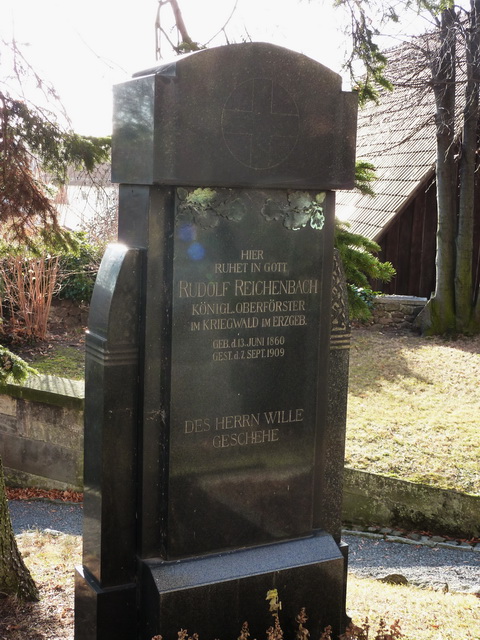 HIER
RUHET IN GOTT
RUDOLF REICHENBACH
KÖNIGL. OBERFÖRSTER
IN KRIEGWALD IM ERZGEB.
GEB. d. 13. JUNI 1860
GEST. d. 7. SEPT. 1909
DES HERRN WILLE
GESCHEHE